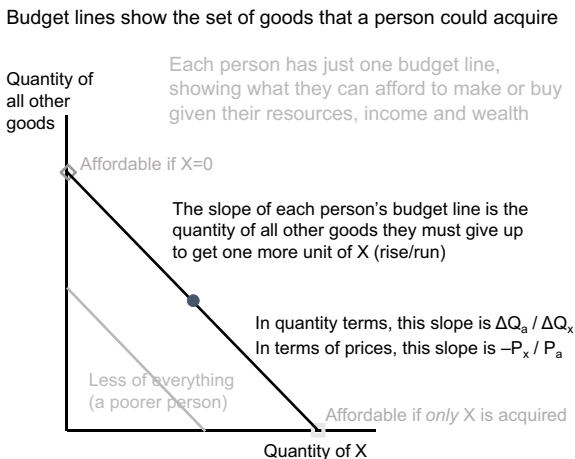 Budget lines show the set of goods that a person could acquire
Each person has just one budget line,
showing what they can afford to make or buy
given their resources, income and wealth
Quantity of
all other
goods
Affordable if X=0
The slope of each person's budget line is the
quantity of all other goods they must give up
to get one more unit of X (rise/run)
In quantity terms, this slope is ΔQₐ / ΔQₓ
In terms of prices, this slope is –Pₓ / Pₐ
Less of everything
(a poorer person)
Affordable if only X is acquired
Quantity of X